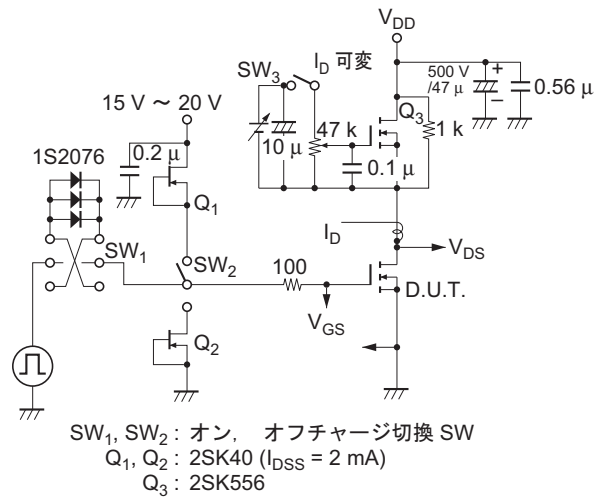 V_DD
I_D 可変
SW_3
500 V
/47 μ
+
−
0.56 μ
15 V ～ 20 V
Q_3
47 k
1 k
10 μ
0.2 μ
0.1 μ
1S2076
Q_1
I_D
V_DS
SW_1
SW_2
100
D.U.T.
V_GS
Q_2
SW_1, SW_2 : オン,　オフチャージ切換 SW
Q_1, Q_2 : 2SK40 (I_DSS = 2 mA)
Q_3 : 2SK556